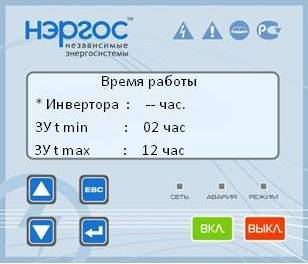 нэргос™
независимые
энергосистемы
Время работы
* Инвертора : -- час.
ЗУ t min : 02 час
ЗУ t max : 12 час
ESC
СЕТЬ АВАРИЯ РЕЖИМ
ВКЛ. ВЫКЛ.